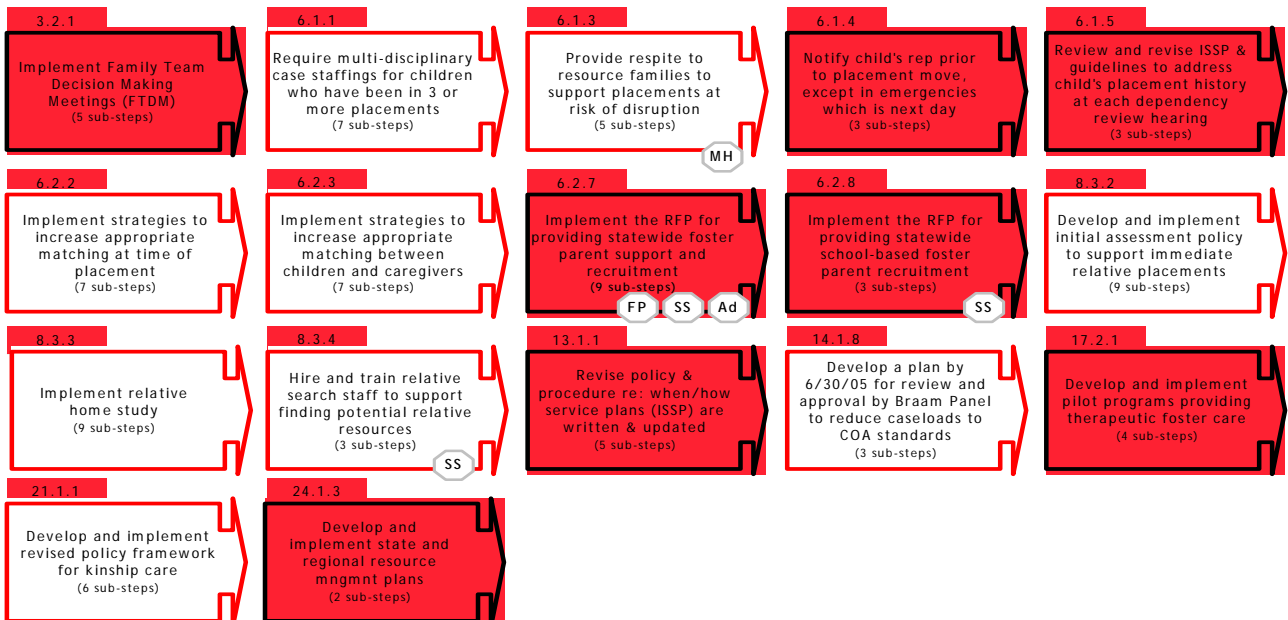 3.2.1
Implement Family Team
Decision Making
Meetings (FTDM)
(5 sub-steps)
6.1.1
Require multi-disciplinary
case staffings for children
who have been in 3 or
more placements
(7 sub-steps)
6.1.3
Provide respite to
resource families to
support placements at
risk of disruption
(5 sub-steps)
MH
6.1.4
Notify child's rep prior
to placement move,
except in emergencies
which is next day
(3 sub-steps)
6.1.5
Review and revise ISSP &
guidelines to address
child's placement history
at each dependency
review hearing
(3 sub-steps)
6.2.2
Implement strategies to
increase appropriate
matching at time of
placement
(7 sub-steps)
6.2.3
Implement strategies to
increase appropriate
matching between
children and caregivers
(7 sub-steps)
6.2.7
Implement the RFP for
providing statewide foster
parent support and
recruitment
(9 sub-steps)
FP SS Ad
6.2.8
Implement the RFP for
providing statewide
school-based foster
parent recruitment
(3 sub-steps)
SS
8.3.2
Develop and implement
initial assessment policy
to support immediate
relative placements
(9 sub-steps)
8.3.3
Implement relative
home study
(9 sub-steps)
8.3.4
Hire and train relative
search staff to support
finding potential relative
resources
(3 sub-steps)
SS
13.1.1
Revise policy &
procedure re: when/how
service plans (ISSP) are
written & updated
(5 sub-steps)
14.1.8
Develop a plan by
6/30/05 for review and
approval by Braam Panel
to reduce caseloads to
COA standards
(3 sub-steps)
17.2.1
Develop and implement
pilot programs providing
therapeutic foster care
(4 sub-steps)
21.1.1
Develop and implement
revised policy framework
for kinship care
(6 sub-steps)
24.1.3
Develop and
implement state and
regional resource
mngmnt plans
(2 sub-steps)